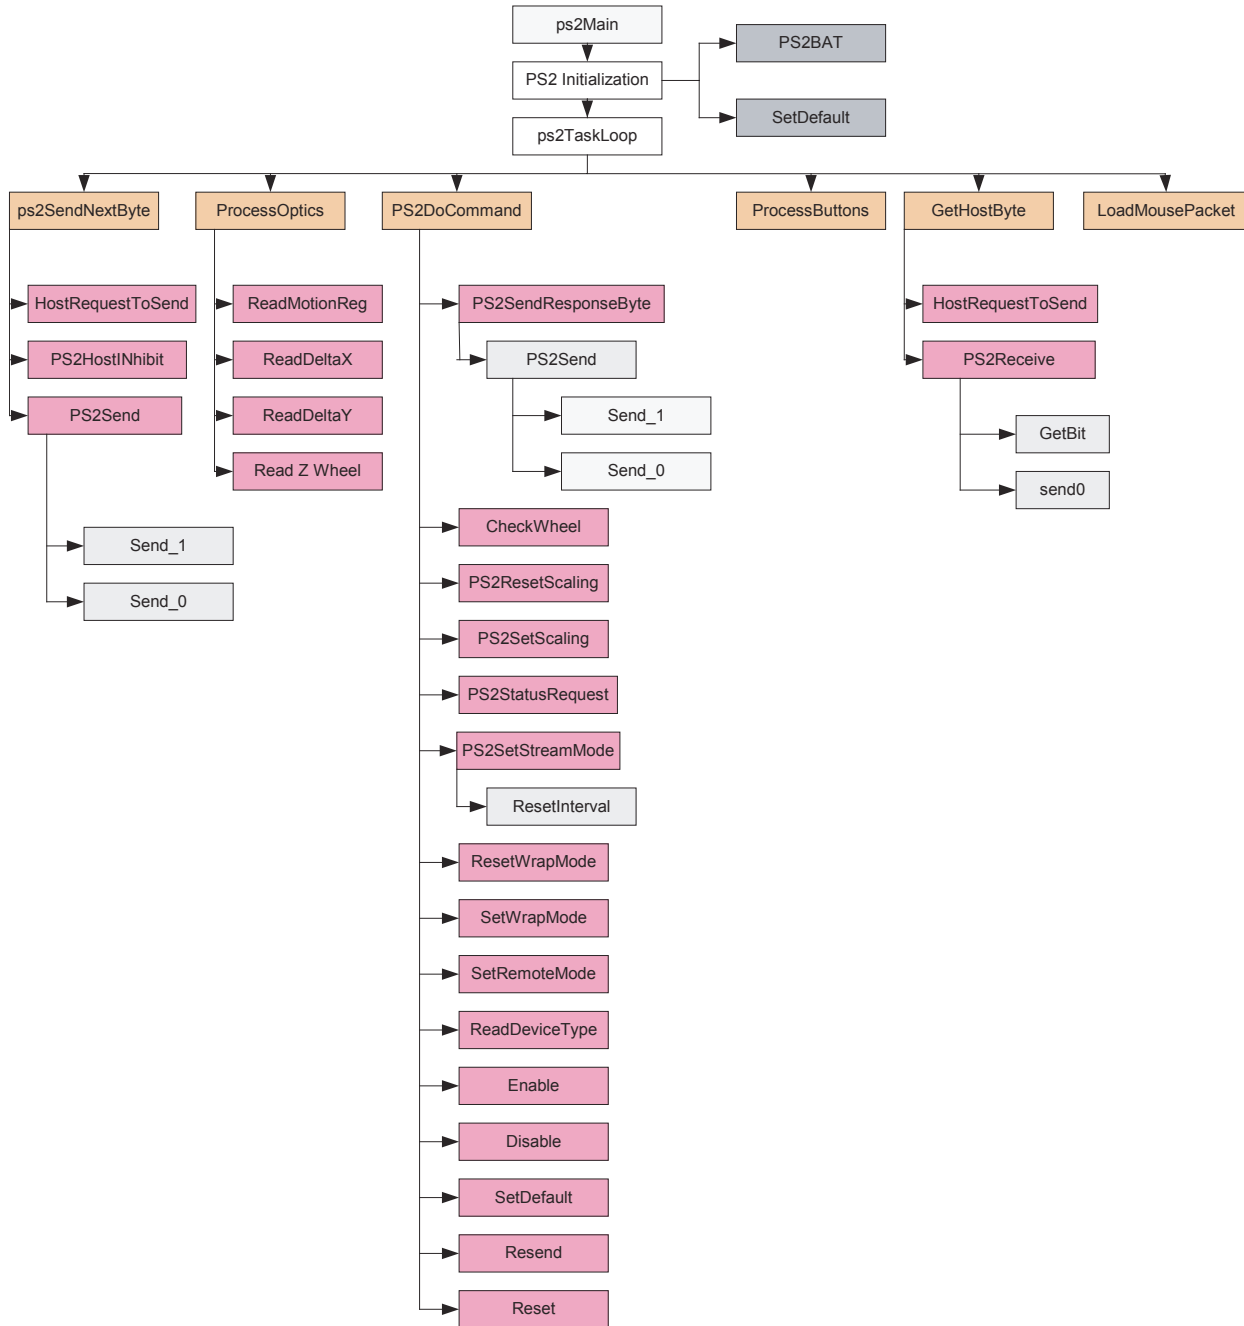 ps2Main
PS2BAT
PS2 Initialization
SetDefault
ps2TaskLoop
ps2SendNextByte
ProcessOptics
PS2DoCommand
ProcessButtons
GetHostByte
LoadMousePacket
HostRequestToSend
ReadMotionReg
PS2SendResponseByte
HostRequestToSend
PS2HostINhibit
ReadDeltaX
PS2Send
PS2Receive
PS2Send
ReadDeltaY
Send_1
GetBit
Read Z Wheel
Send_0
send0
CheckWheel
Send_1
PS2ResetScaling
Send_0
PS2SetScaling
PS2StatusRequest
PS2SetStreamMode
ResetInterval
ResetWrapMode
SetWrapMode
SetRemoteMode
ReadDeviceType
Enable
Disable
SetDefault
Resend
Reset